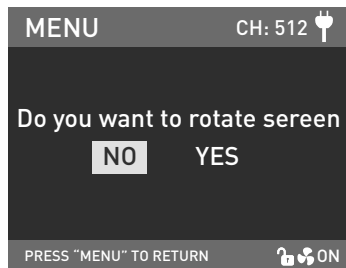 MENU CH: 512
Do you want to rotate sereen
NO YES
PRESS “MENU” TO RETURN ON